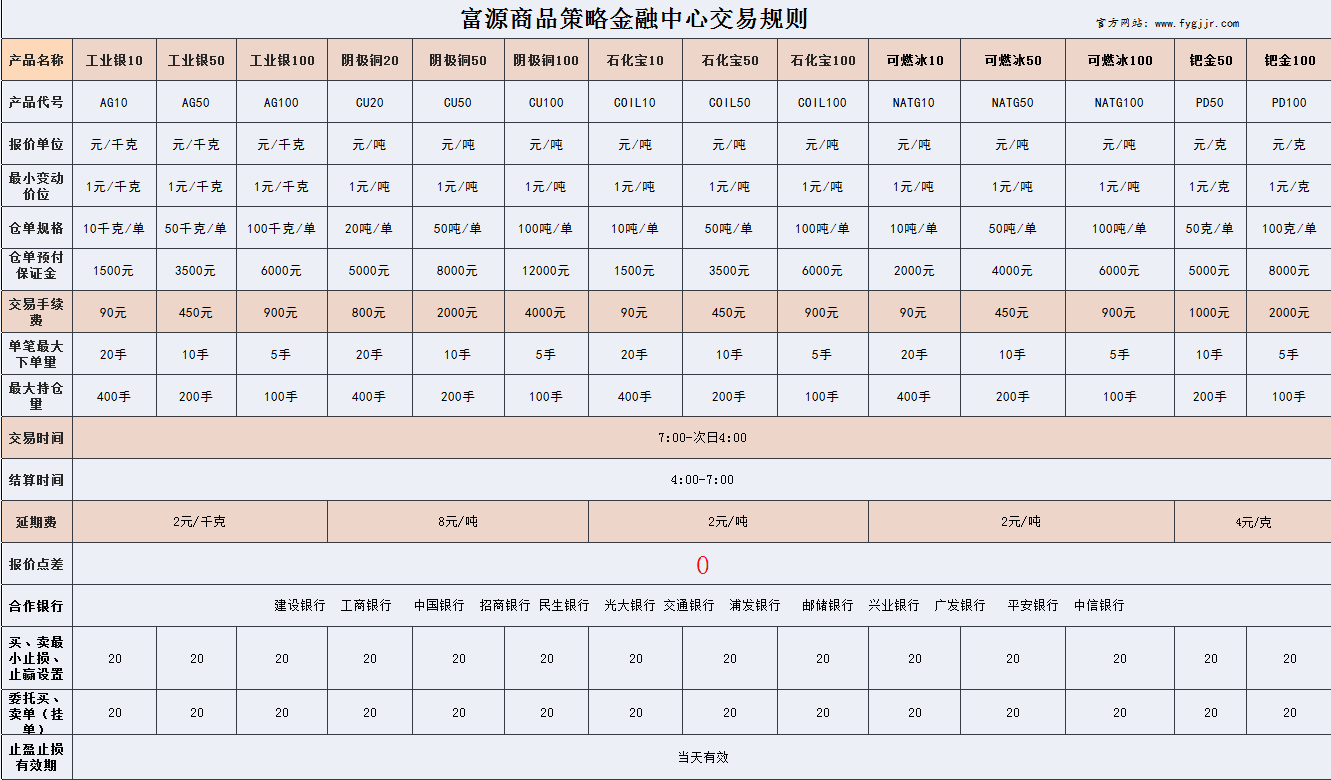 富源商品策略金融中心交易规则
官方网站：www.fygjjr.com
产品名称 工业银10 工业银50 工业银100 阴极铜20 阴极铜50 阴极铜100 石化宝10 石化宝50 石化宝100 可燃冰10 可燃冰50 可燃冰100 钯金50 钯金100
产品代号 AG10 AG50 AG100 CU20 CU50 CU100 COIL10 COIL50 COIL100 NATG10 NATG50 NATG100 PD50 PD100
报价单位 元/千克 元/千克 元/千克 元/吨 元/吨 元/吨 元/吨 元/吨 元/吨 元/吨 元/吨 元/吨 元/克 元/克
最小变动
价位 1元/千克 1元/千克 1元/千克 1元/吨 1元/吨 1元/吨 1元/吨 1元/吨 1元/吨 1元/吨 1元/吨 1元/吨 1元/克 1元/克
仓单规格 10千克/单 50千克/单 100千克/单 20吨/单 50吨/单 100吨/单 10吨/单 50吨/单 100吨/单 10吨/单 50吨/单 100吨/单 50克/单 100克/单
仓单预付
保证金 1500元 3500元 6000元 5000元 8000元 12000元 1500元 3500元 6000元 2000元 4000元 6000元 5000元 8000元
交易手续
费 90元 450元 900元 800元 2000元 4000元 90元 450元 900元 90元 450元 900元 1000元 2000元
单笔最大
下单量 20手 10手 5手 20手 10手 5手 20手 10手 5手 20手 10手 5手 10手 5手
最大持仓
量 400手 200手 100手 400手 200手 100手 400手 200手 100手 400手 200手 100手 200手 100手
交易时间 7:00-次日4:00
结算时间 4:00-7:00
延期费 2元/千克 8元/吨 2元/吨 2元/吨 4元/克
报价点差 0
合作银行 建设银行 工商银行 中国银行 招商银行 民生银行 光大银行 交通银行 浦发银行 邮储银行 兴业银行 广发银行 平安银行 中信银行
买、卖最
小止损、
止赢设置 20 20 20 20 20 20 20 20 20 20 20 20 20 20
委托买、
卖单（挂
单） 20 20 20 20 20 20 20 20 20 20 20 20 20 20
止盈止损
有效期 当天有效